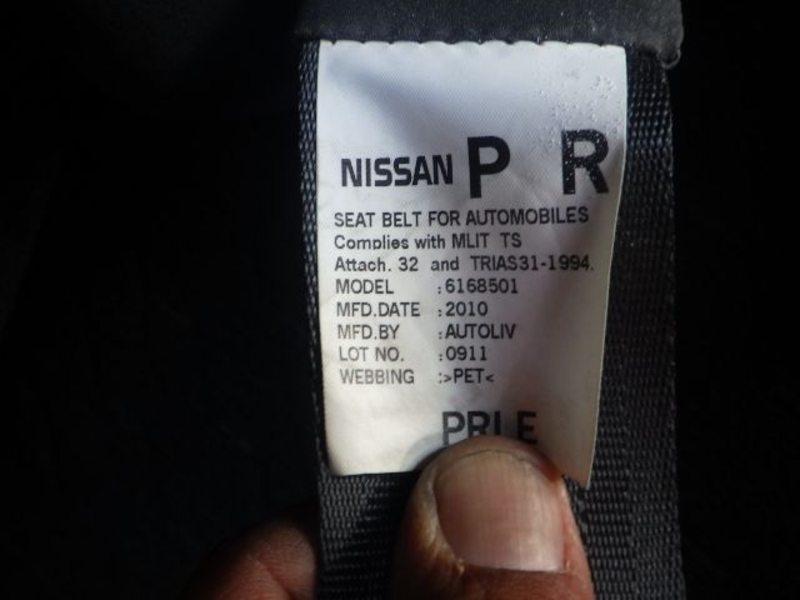 NISSAN P R
SEAT BELT FOR AUTOMOBILES
Complies with MLIT TS
Attach. 32 and TRIAS31-1994.
MODEL :6168501
MFD.DATE :2010
MFD.BY :AUTOLIV
LOT NO. :0911
WEBBING :>PET<